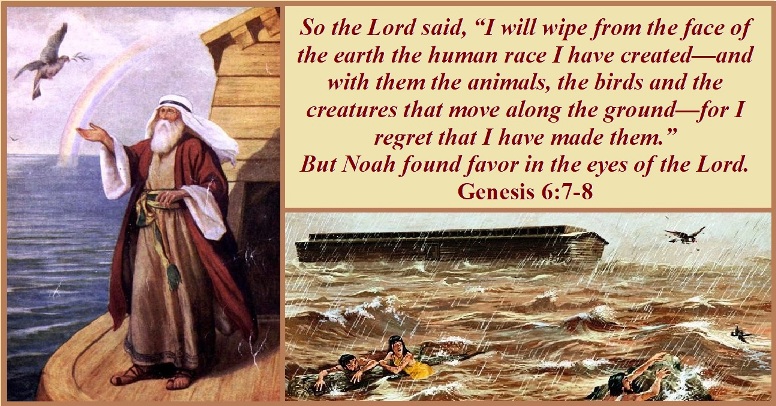 So the Lord said, “I will wipe from the face of
the earth the human race I have created—and
with them the animals, the birds and the
creatures that move along the ground—for I
regret that I have made them.”
But Noah found favor in the eyes of the Lord.
Genesis 6:7-8